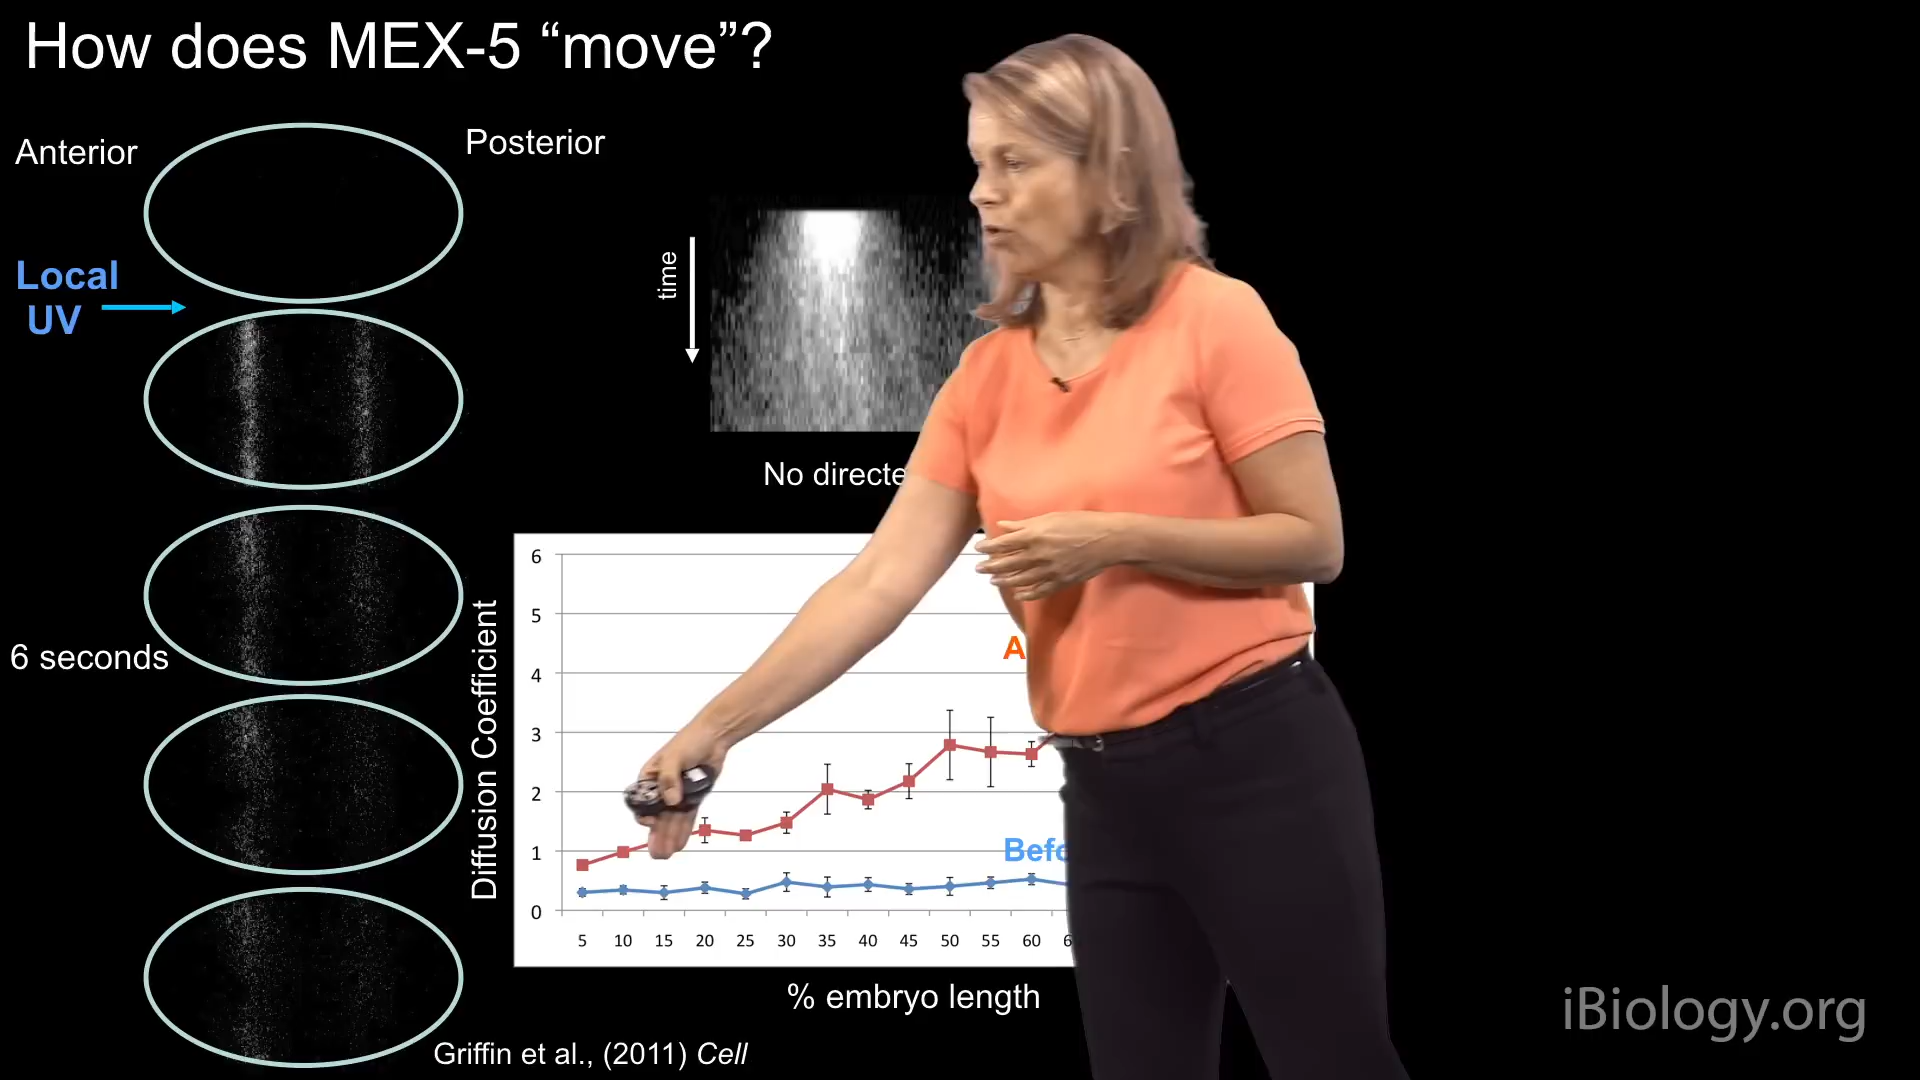 How does MEX-5 “move”?
Anterior
Posterior
Local
UV
time
No directe
6 seconds
Diffusion Coefficient
6
5
4
3
2
1
0
A
Befo
5 10 15 20 25 30 35 40 45 50 55 60 6
% embryo length
Griffin et al., (2011) Cell
iBiology.org